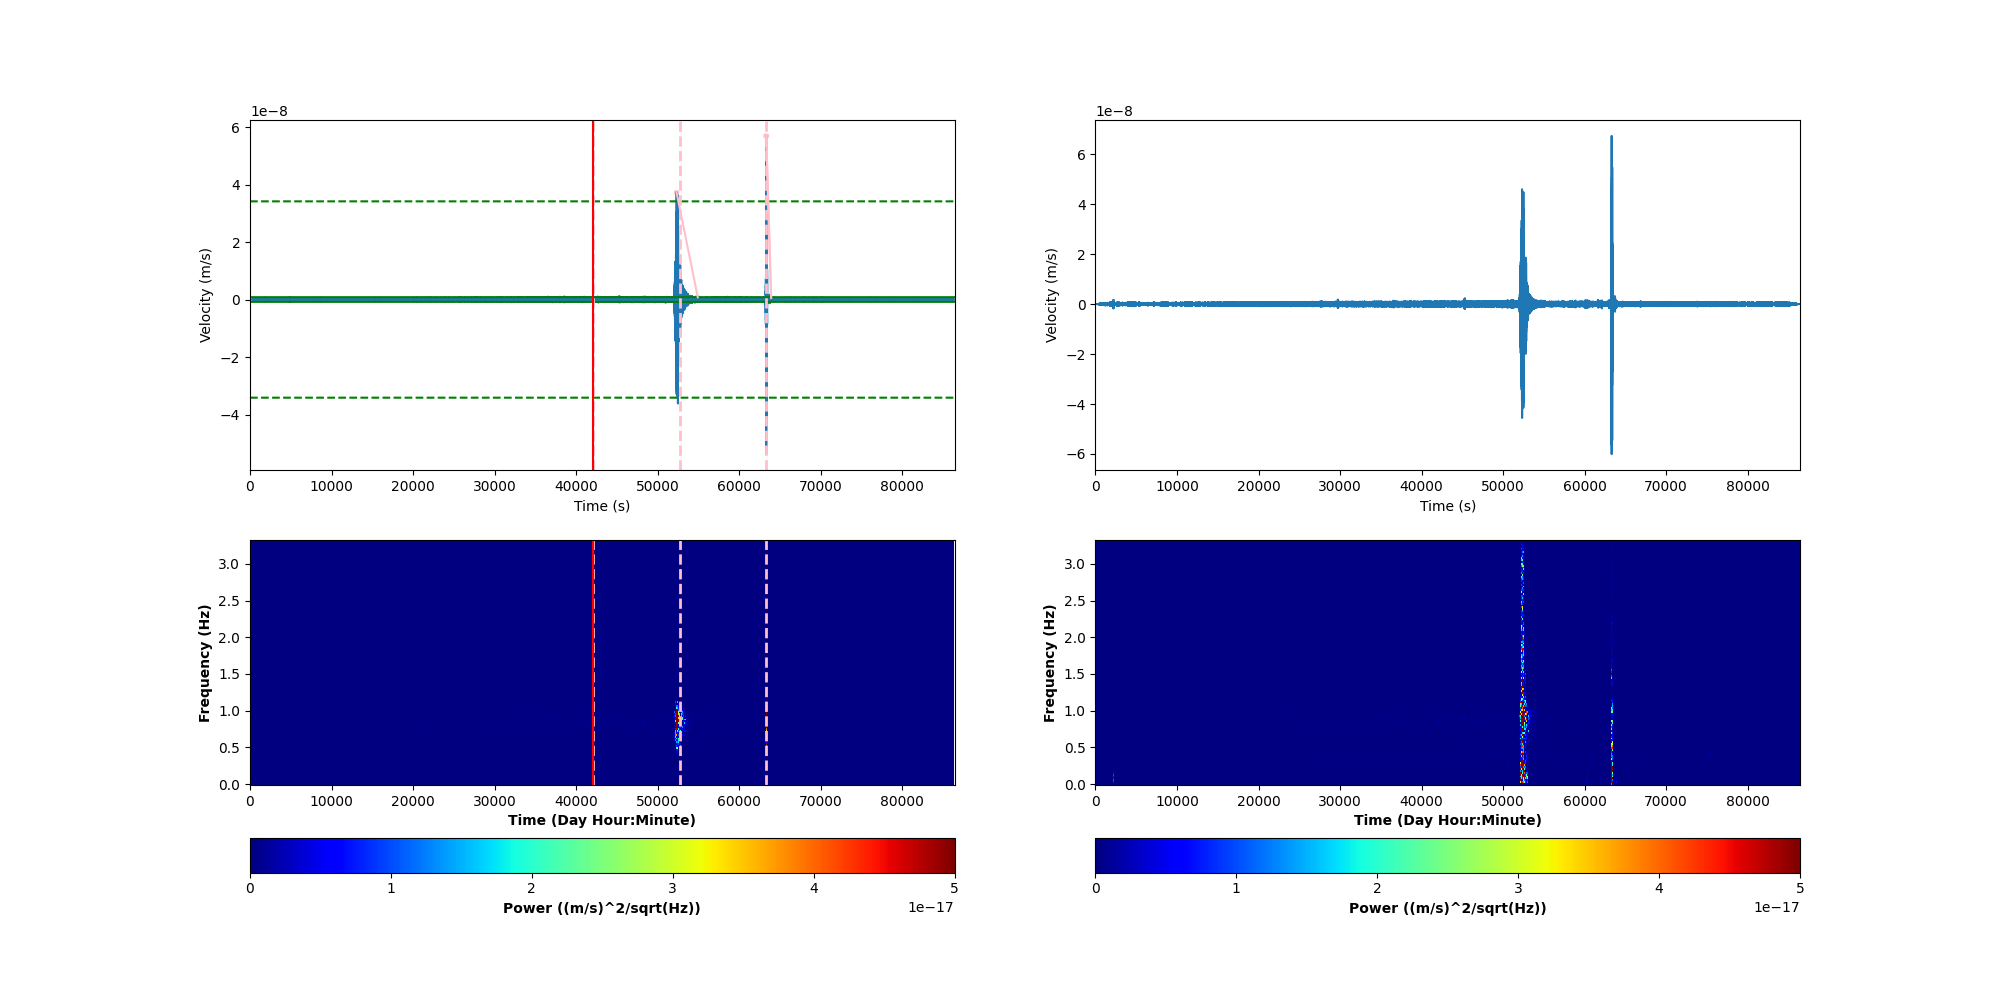 1e−8
6
4
2
0
−2
−4
Velocity (m/s)
0 10000 20000 30000 40000 50000 60000 70000 80000
Time (s)
1e−8
6
4
2
0
−2
−4
−6
Velocity (m/s)
0 10000 20000 30000 40000 50000 60000 70000 80000
Time (s)
3.0
2.5
2.0
1.5
1.0
0.5
0.0
Frequency (Hz)
0 10000 20000 30000 40000 50000 60000 70000 80000
Time (Day Hour:Minute)
0 1 2 3 4 5
Power ((m/s)^2/sqrt(Hz))
1e−17
3.0
2.5
2.0
1.5
1.0
0.5
0.0
Frequency (Hz)
0 10000 20000 30000 40000 50000 60000 70000 80000
Time (Day Hour:Minute)
0 1 2 3 4 5
Power ((m/s)^2/sqrt(Hz))
1e−17